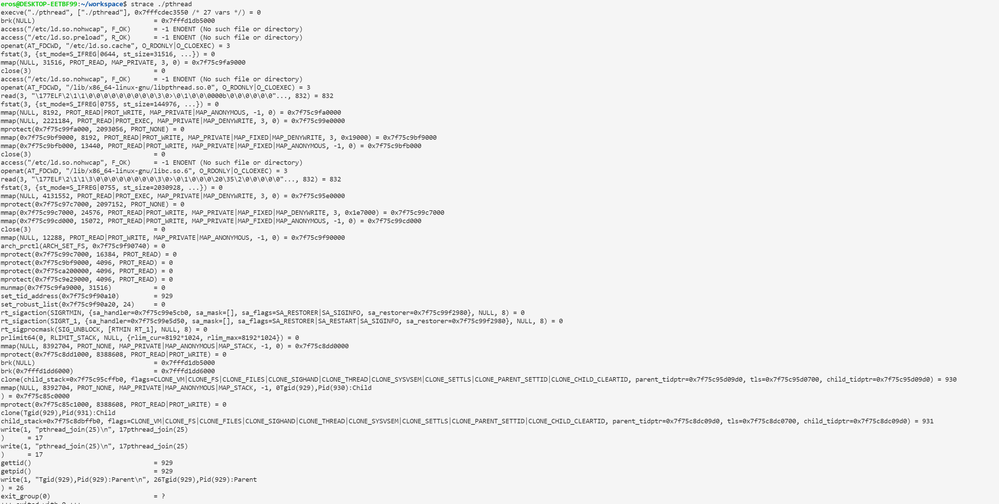 eros@DESKTOP-EETBF99:~/workspace$ strace ./pthread
execve("./pthread", ["./pthread"], 0x7fffcdec3550 /* 27 vars */) = 0
brk(NULL)                               = 0x7fffd1db5000
access("/etc/ld.so.nohwcap", F_OK)      = -1 ENOENT (No such file or directory)
access("/etc/ld.so.preload", R_OK)      = -1 ENOENT (No such file or directory)
openat(AT_FDCWD, "/etc/ld.so.cache", O_RDONLY|O_CLOEXEC) = 3
fstat(3, {st_mode=S_IFREG|0644, st_size=31516, ...}) = 0
mmap(NULL, 31516, PROT_READ, MAP_PRIVATE, 3, 0) = 0x7f75c9fa9000
close(3)                                = 0
access("/etc/ld.so.nohwcap", F_OK)      = -1 ENOENT (No such file or directory)
openat(AT_FDCWD, "/lib/x86_64-linux-gnu/libpthread.so.0", O_RDONLY|O_CLOEXEC) = 3
read(3, "\177ELF\2\1\1\0\0\0\0\0\0\0\0\0\3\0>\0\1\0\0\0000b\0\0\0\0\0\0"..., 832) = 832
fstat(3, {st_mode=S_IFREG|0755, st_size=144976, ...}) = 0
mmap(NULL, 8192, PROT_READ|PROT_WRITE, MAP_PRIVATE|MAP_ANONYMOUS, -1, 0) = 0x7f75c9fa0000
mmap(NULL, 2221184, PROT_READ|PROT_EXEC, MAP_PRIVATE|MAP_DENYWRITE, 3, 0) = 0x7f75c99e0000
mprotect(0x7f75c99fa000, 2093056, PROT_NONE) = 0
mmap(0x7f75c9bf9000, 8192, PROT_READ|PROT_WRITE, MAP_PRIVATE|MAP_FIXED|MAP_DENYWRITE, 3, 0x19000) = 0x7f75c9bf9000
mmap(0x7f75c9bfb000, 13440, PROT_READ|PROT_WRITE, MAP_PRIVATE|MAP_FIXED|MAP_ANONYMOUS, -1, 0) = 0x7f75c9bfb000
close(3)                                = 0
access("/etc/ld.so.nohwcap", F_OK)      = -1 ENOENT (No such file or directory)
openat(AT_FDCWD, "/lib/x86_64-linux-gnu/libc.so.6", O_RDONLY|O_CLOEXEC) = 3
read(3, "\177ELF\2\1\1\3\0\0\0\0\0\0\0\0\3\0>\0\1\0\0\0\20\35\2\0\0\0\0\0"..., 832) = 832
fstat(3, {st_mode=S_IFREG|0755, st_size=2030928, ...}) = 0
mmap(NULL, 4131552, PROT_READ|PROT_EXEC, MAP_PRIVATE|MAP_DENYWRITE, 3, 0) = 0x7f75c95e0000
mprotect(0x7f75c97c7000, 2097152, PROT_NONE) = 0
mmap(0x7f75c99c7000, 24576, PROT_READ|PROT_WRITE, MAP_PRIVATE|MAP_FIXED|MAP_DENYWRITE, 3, 0x1e7000) = 0x7f75c99c7000
mmap(0x7f75c99cd000, 15072, PROT_READ|PROT_WRITE, MAP_PRIVATE|MAP_FIXED|MAP_ANONYMOUS, -1, 0) = 0x7f75c99cd000
close(3)                                = 0
mmap(NULL, 12288, PROT_READ|PROT_WRITE, MAP_PRIVATE|MAP_ANONYMOUS, -1, 0) = 0x7f75c9f90000
arch_prctl(ARCH_SET_FS, 0x7f75c9f90740) = 0
mprotect(0x7f75c99c7000, 16384, PROT_READ) = 0
mprotect(0x7f75c9bf9000, 4096, PROT_READ) = 0
mprotect(0x7f75ca200000, 4096, PROT_READ) = 0
mprotect(0x7f75c9e29000, 4096, PROT_READ) = 0
munmap(0x7f75c9fa9000, 31516)           = 0
set_tid_address(0x7f75c9f90a10)         = 929
set_robust_list(0x7f75c9f90a20, 24)     = 0
rt_sigaction(SIGRTMIN, {sa_handler=0x7f75c99e5cb0, sa_mask=[], sa_flags=SA_RESTORER|SA_SIGINFO, sa_restorer=0x7f75c99f2980}, NULL, 8) = 0
rt_sigaction(SIGRT_1, {sa_handler=0x7f75c99e5d50, sa_mask=[], sa_flags=SA_RESTORER|SA_RESTART|SA_SIGINFO, sa_restorer=0x7f75c99f2980}, NULL, 8) = 0
rt_sigprocmask(SIG_UNBLOCK, [RTMIN RT_1], NULL, 8) = 0
prlimit64(0, RLIMIT_STACK, NULL, {rlim_cur=8192*1024, rlim_max=8192*1024}) = 0
mmap(NULL, 8392704, PROT_NONE, MAP_PRIVATE|MAP_ANONYMOUS|MAP_STACK, -1, 0) = 0x7f75c8dd0000
mprotect(0x7f75c8dd1000, 8388608, PROT_READ|PROT_WRITE) = 0
brk(NULL)                               = 0x7fffd1db5000
brk(0x7fffd1dd6000)                     = 0x7fffd1dd6000
clone(child_stack=0x7f75c95cffb0, flags=CLONE_VM|CLONE_FS|CLONE_FILES|CLONE_SIGHAND|CLONE_THREAD|CLONE_SYSVSEM|CLONE_SETTLS|CLONE_PARENT_SETTID|CLONE_CHILD_CLEARTID, parent_tidptr=0x7f75c95d09d0, tls=0x7f75c95d0700, child_tidptr=0x7f75c95d09d0) = 930
mmap(NULL, 8392704, PROT_NONE, MAP_PRIVATE|MAP_ANONYMOUS|MAP_STACK, -1, 0Tgid(929),Pid(930):Child
) = 0x7f75c85c0000
mprotect(0x7f75c85c1000, 8388608, PROT_READ|PROT_WRITE) = 0
clone(Tgid(929),Pid(931):Child
child_stack=0x7f75c8dbffb0, flags=CLONE_VM|CLONE_FS|CLONE_FILES|CLONE_SIGHAND|CLONE_THREAD|CLONE_SYSVSEM|CLONE_SETTLS|CLONE_PARENT_SETTID|CLONE_CHILD_CLEARTID, parent_tidptr=0x7f75c8dc09d0, tls=0x7f75c8dc0700, child_tidptr=0x7f75c8dc09d0) = 931
write(1, "pthread_join(25)\n", 17pthread_join(25)
)      = 17
write(1, "pthread_join(25)\n", 17pthread_join(25)
)      = 17
gettid()                                = 929
getpid()                                = 929
write(1, "Tgid(929),Pid(929):Parent\n", 26Tgid(929),Pid(929):Parent
) = 26
exit_group(0)                           = ?
+++ exited with 0 +++